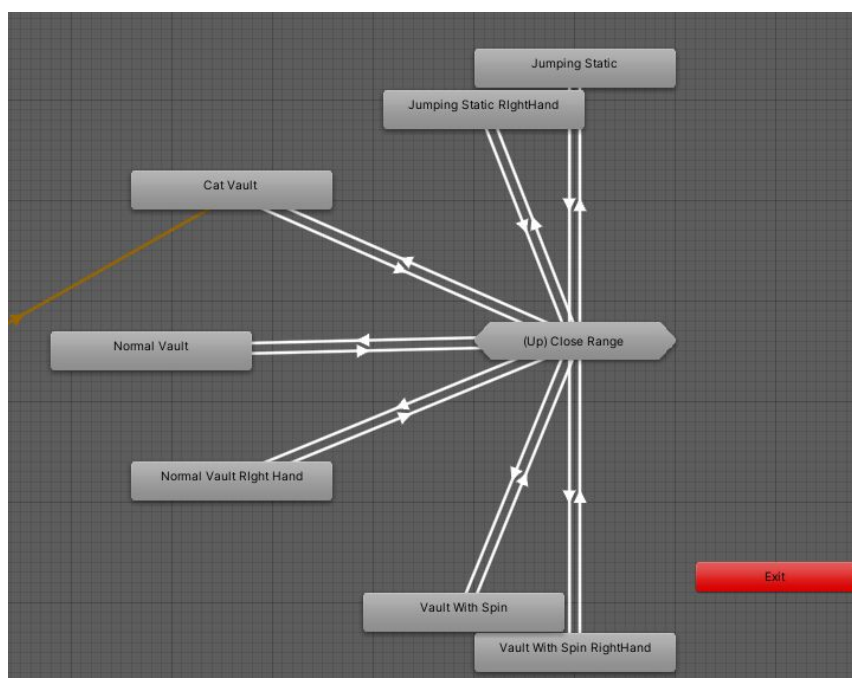 Jumping Static
Jumping Static RIghtHand
Cat Vault
(Up) Close Range
Normal Vault
Normal Vault RIght Hand
Exit
Vault With Spin
Vault With Spin RightHand